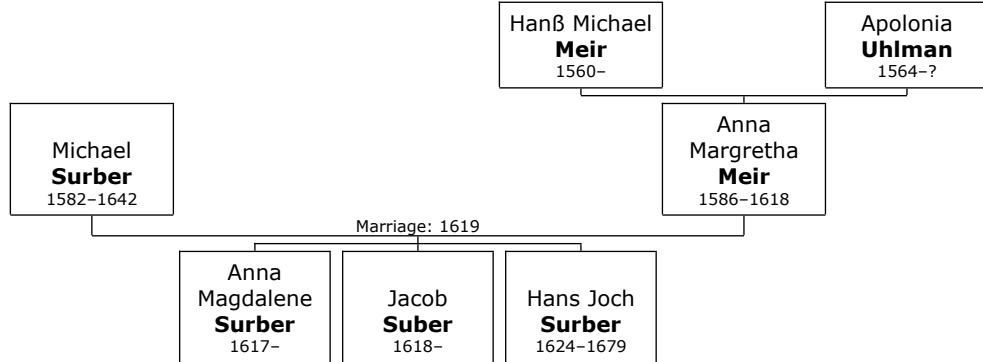 Hanß Michael
Meir
1560–
Apolonia
Uhlman
1564–?
Michael
Surber
1582–1642
Anna
Margretha
Meir
1586–1618
Marriage: 1619
Anna
Magdalene
Surber
1617–
Jacob
Suber
1618–
Hans Joch
Surber
1624–1679